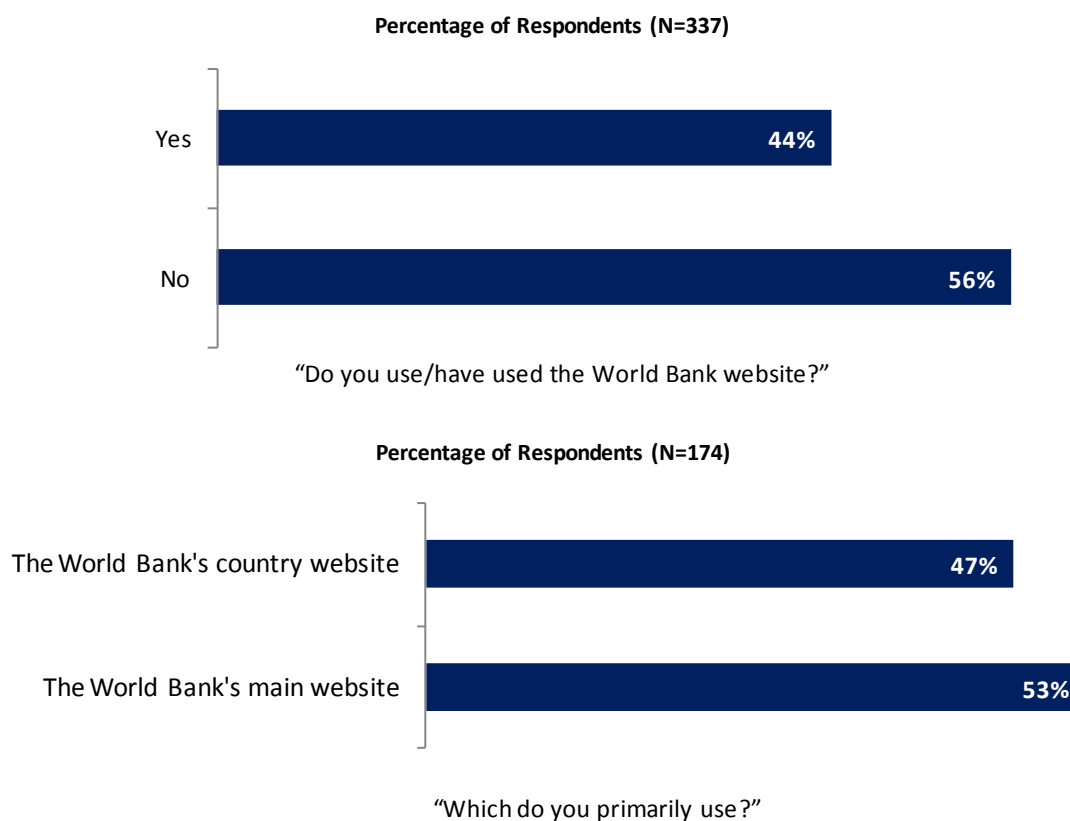 Percentage of Respondents (N=337)
Yes
44%
No
56%
“Do you use/have used the World Bank website?”
Percentage of Respondents (N=174)
The World Bank's country website
47%
The World Bank's main website
53%
“Which do you primarily use?”